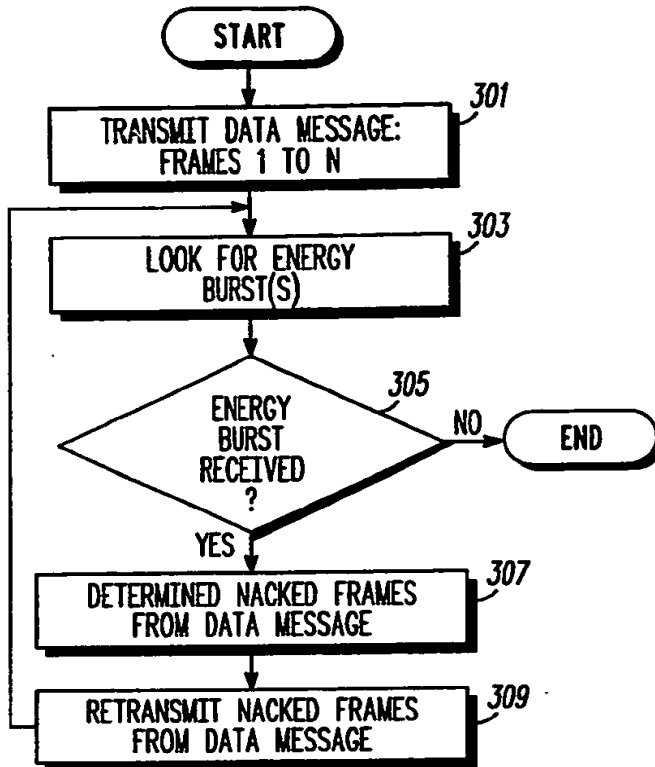 START
301
TRANSMIT DATA MESSAGE:
FRAMES 1 TO N
303
LOOK FOR ENERGY
BURST(S)
305
ENERGY
BURST
RECEIVED
?
NO
END
YES
307
DETERMINED NACKED FRAMES
FROM DATA MESSAGE
309
RETRANSMIT NACKED FRAMES
FROM DATA MESSAGE